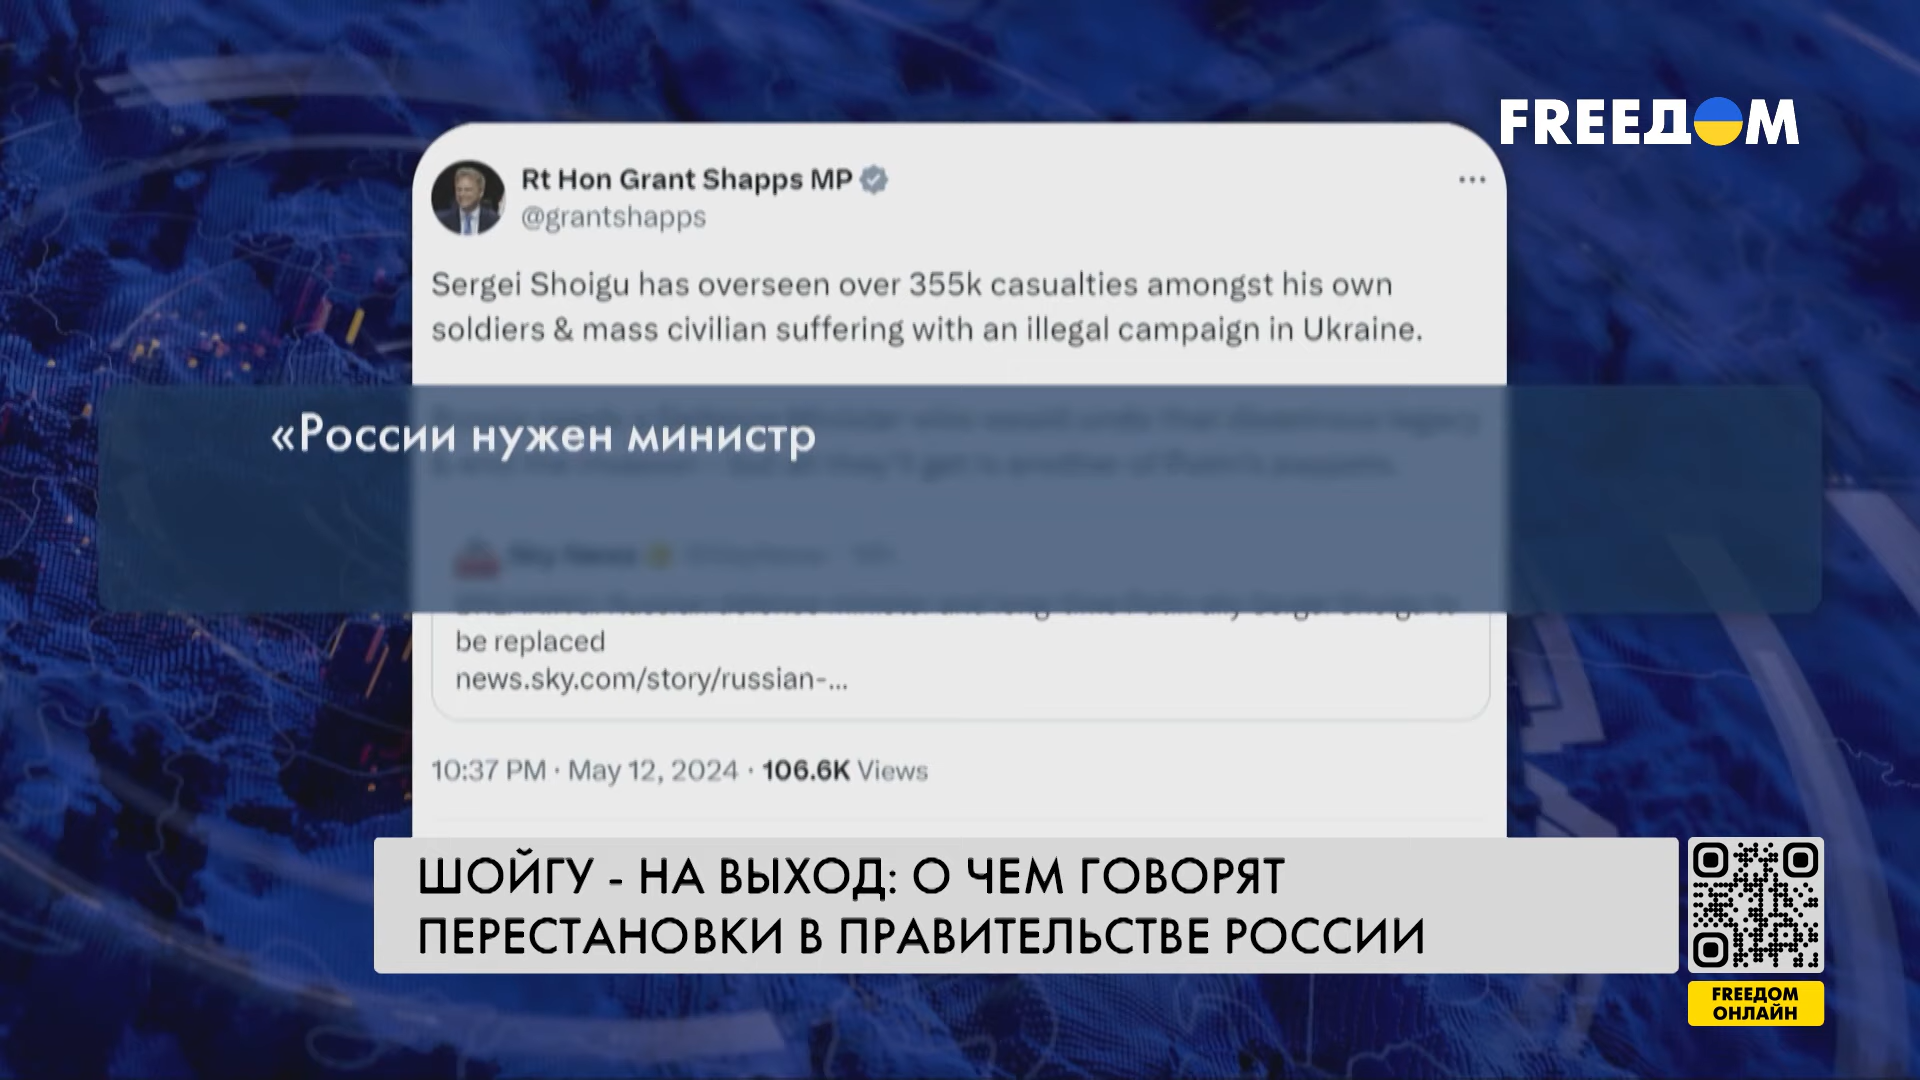 FREEДOM
Rt Hon Grant Shapps MP
@grantshapps
Sergei Shoigu has overseen over 355k casualties amongst his own
soldiers & mass civilian suffering with an illegal campaign in Ukraine.
«России нужен министр
be replaced
news.sky.com/story/russian-...
10:37 PM · May 12, 2024 · 106.6K Views
ШОЙГУ - НА ВЫХОД: О ЧЕМ ГОВОРЯТ
ПЕРЕСТАНОВКИ В ПРАВИТЕЛЬСТВЕ РОССИИ
FREEДОМ
ОНЛАЙН